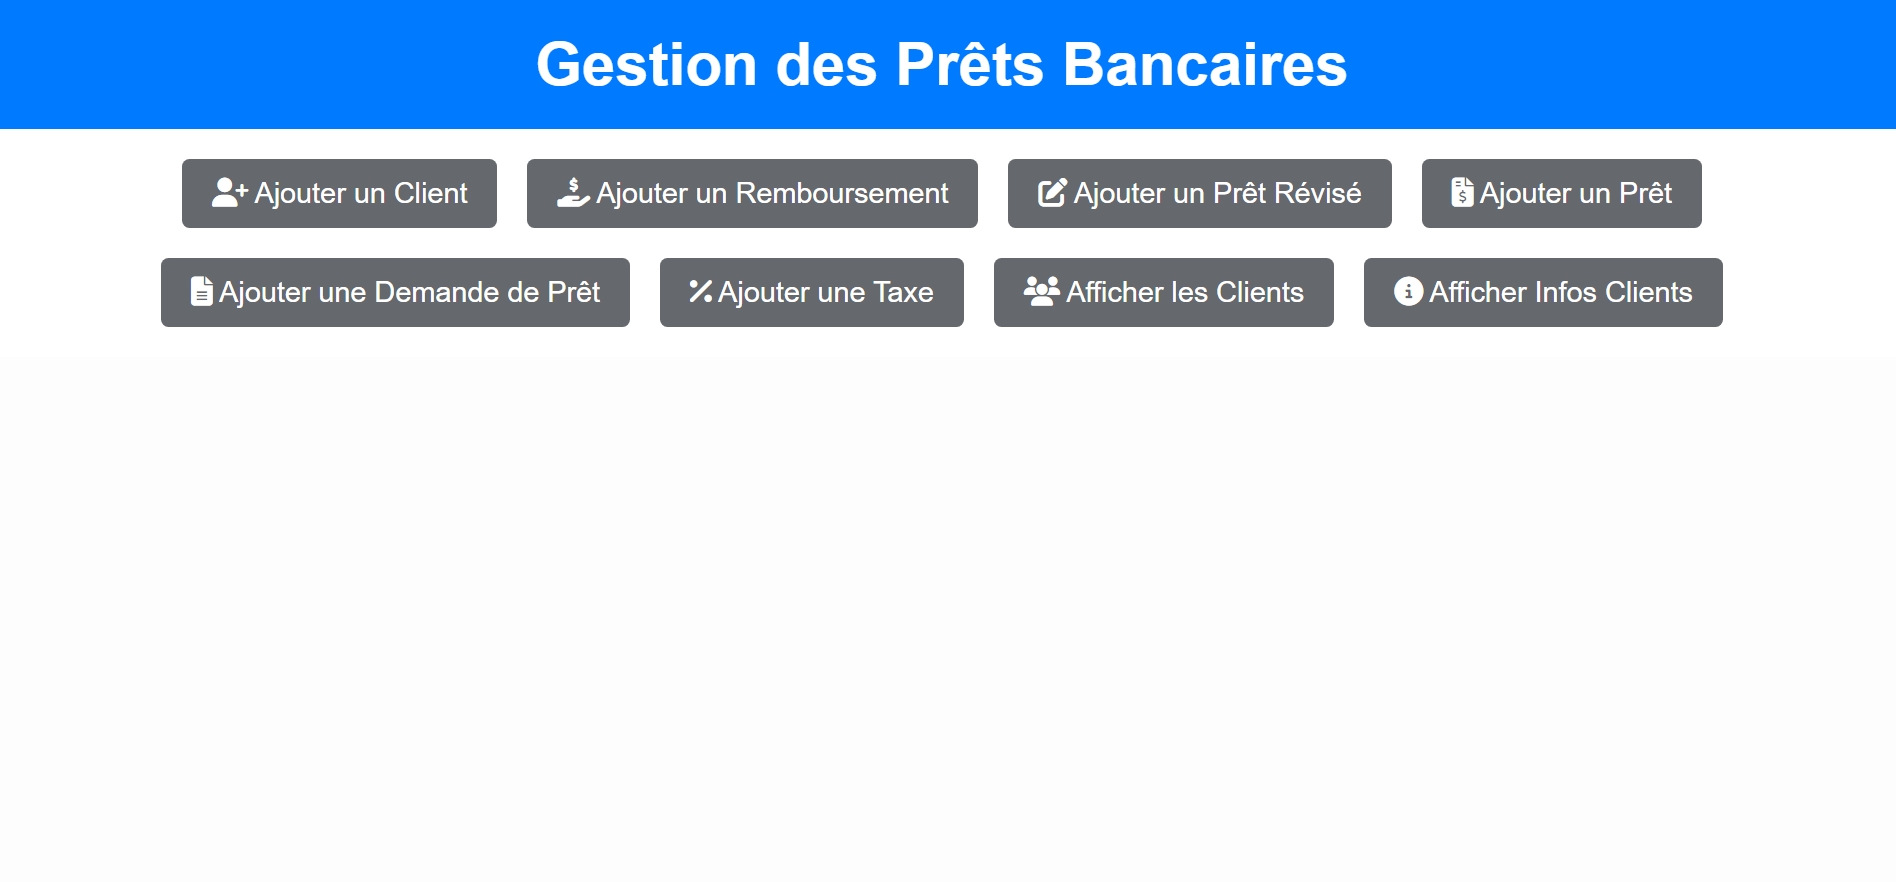 Gestion des Prêts Bancaires
Ajouter un Client
Ajouter un Remboursement
Ajouter un Prêt Révisé
Ajouter un Prêt
Ajouter une Demande de Prêt
Ajouter une Taxe
Afficher les Clients
Afficher Infos Clients